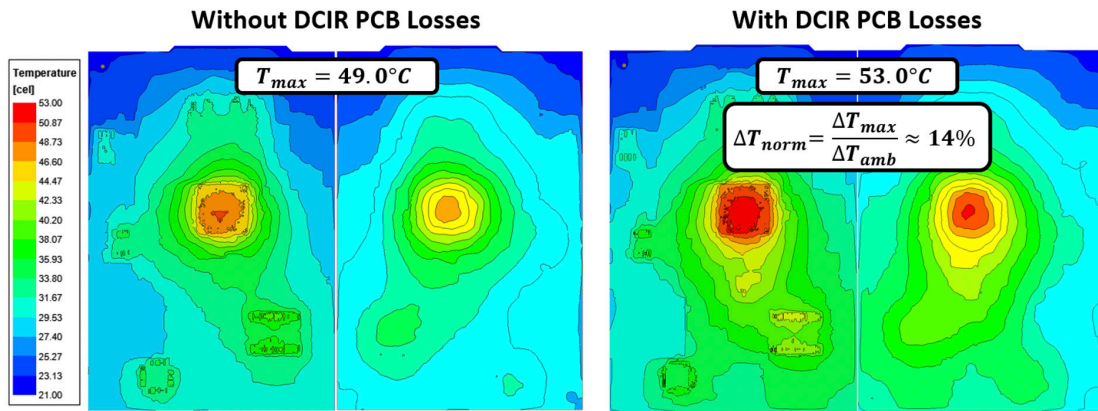 Without DCIR PCB Losses
With DCIR PCB Losses
Temperature
[cel]
53.00
50.87
48.73
46.60
44.47
42.33
40.20
38.07
35.93
33.80
31.67
29.53
27.40
25.27
23.13
21.00
T_max = 49.0°C
T_max = 53.0°C
ΔT_norm = ΔT_max / ΔT_amb ≈ 14%